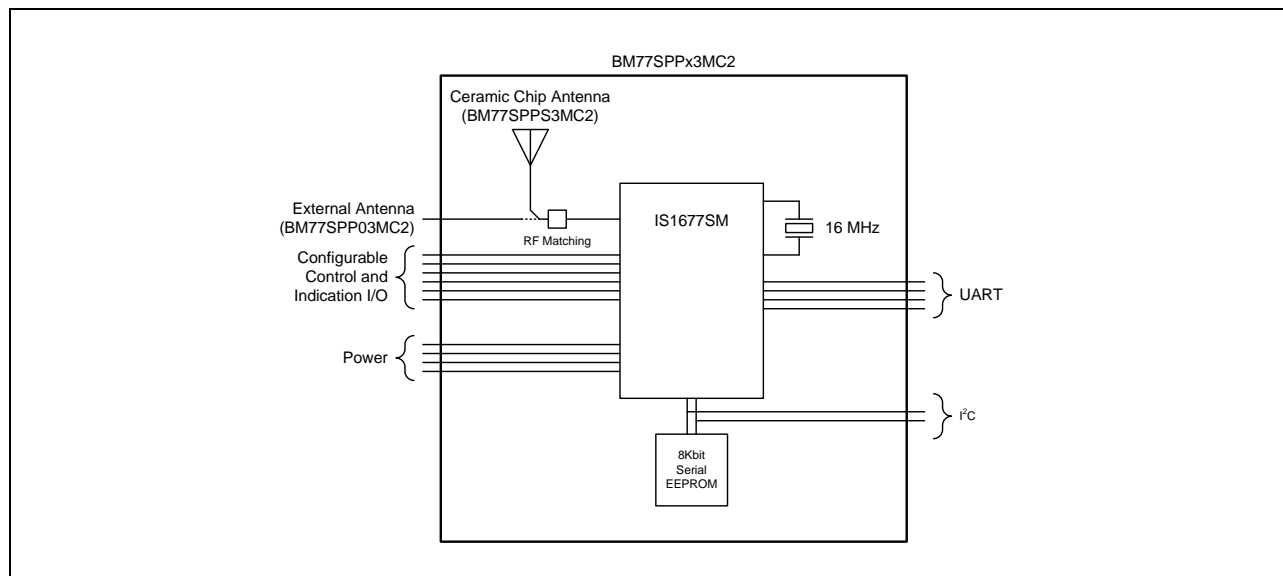 BM77SPPx3MC2
Ceramic Chip Antenna
(BM77SPPS3MC2)
External Antenna
(BM77SPP03MC2)
RF Matching
IS1677SM
16 MHz
Configurable
Control and
Indication I/O
UART
Power
I²C
8Kbit
Serial
EEPROM